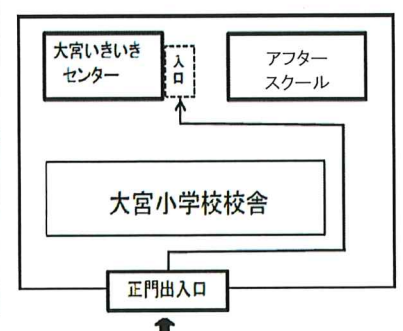 大宮いきいき
センター
入
口
アフター
スクール
大宮小学校校舎
正門出入口